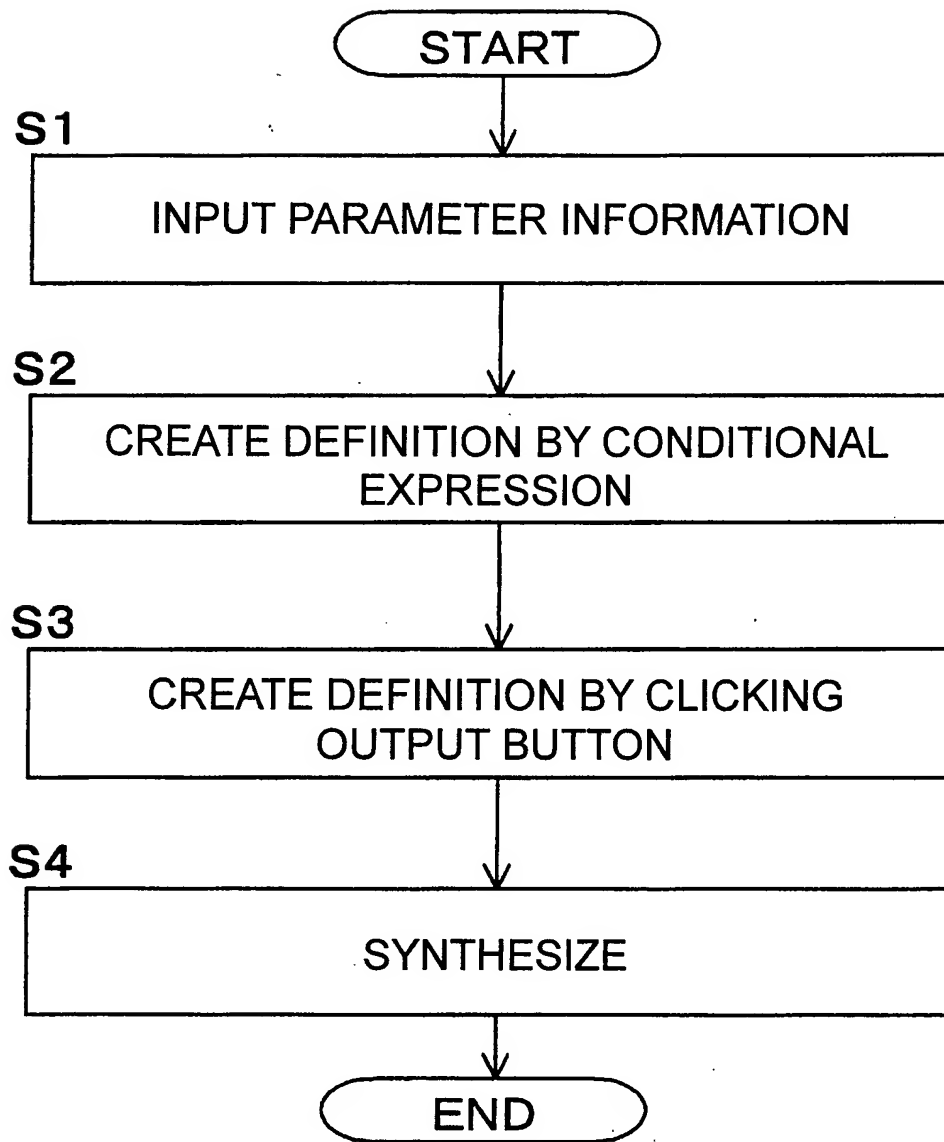 START
S1
INPUT PARAMETER INFORMATION
S2
CREATE DEFINITION BY CONDITIONAL
EXPRESSION
S3
CREATE DEFINITION BY CLICKING
OUTPUT BUTTON
S4
SYNTHESIZE
END